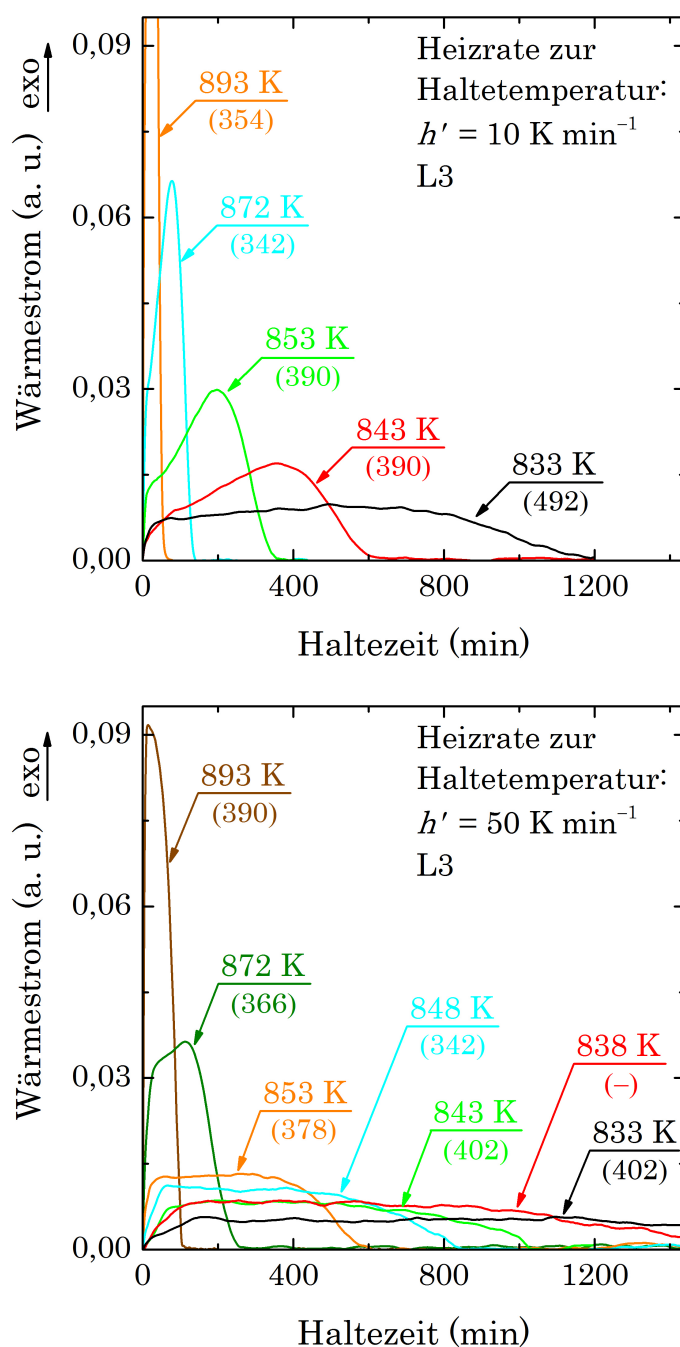 0,09
Heizrate zur
Haltetemperatur:
h′ = 10 K min⁻¹
L3
893 K
(354)
872 K
(342)
853 K
(390)
843 K
(390)
833 K
(492)
0,06
0,03
0,00
Wärmestrom (a. u.) exo
0 400 800 1200
Haltezeit (min)
0,09
Heizrate zur
Haltetemperatur:
h′ = 50 K min⁻¹
L3
893 K
(390)
872 K
(366)
853 K
(378)
848 K
(342)
843 K
(402)
838 K
(–)
833 K
(402)
0,06
0,03
0,00
Wärmestrom (a. u.) exo
0 400 800 1200
Haltezeit (min)